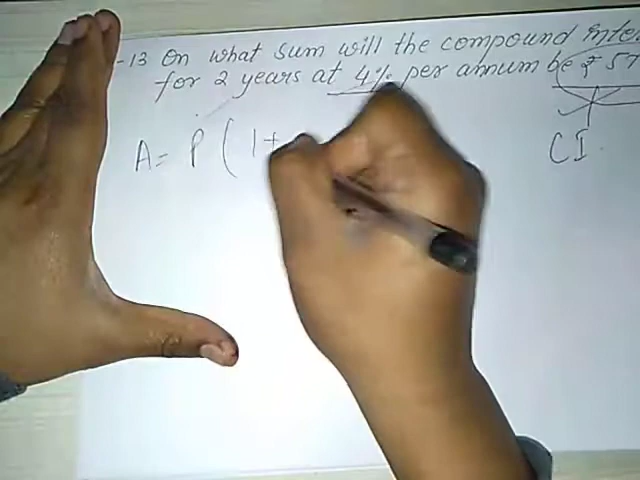 -13 On what sum will the compound
for 2 years at 4% per annum be ₹ 57
A = P ( 1 +
CI